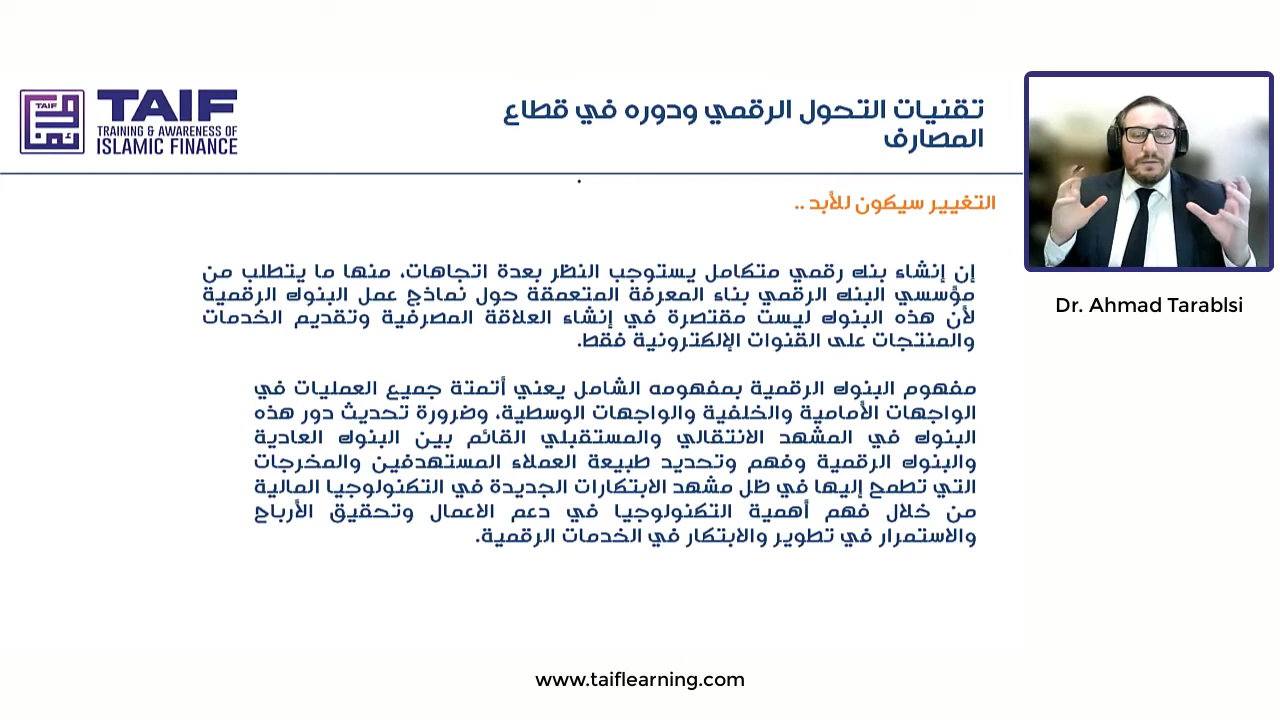 TAIF
TAIF
TRAINING & AWARENESS OF
ISLAMIC FINANCE
تقنيات التحول الرقمي ودوره في قطاع
المصارف
التغيير سيكون للأبد ..
إن إنشاء بنك رقمي متكامل يستوجب النظر بعدة اتجاهات، منها ما يتطلب من
مؤسسي البنك الرقمي بناء المعرفة المتعمقة حول نماذج عمل البنوك الرقمية
لأن هذه البنوك ليست مقتصرة في إنشاء العلاقة المصرفية وتقديم الخدمات
والمنتجات على القنوات الإلكترونية فقط.
مفهوم البنوك الرقمية بمفهومه الشامل يعني أتمتة جميع العمليات في
الواجهات الأمامية والخلفية والواجهات الوسطية، وضرورة تحديث دور هذه
البنوك في المشهد الانتقالي والمستقبلي القائم بين البنوك العادية
والبنوك الرقمية وفهم وتحديد طبيعة العملاء المستهدفين والمخرجات
التي تطمح إليها في ظل مشهد الابتكارات الجديدة في التكنولوجيا المالية
من خلال فهم أهمية التكنولوجيا في دعم الاعمال وتحقيق الأرباح
والاستمرار في تطوير والابتكار في الخدمات الرقمية.
Dr. Ahmad Tarablsi
www.taiflearning.com